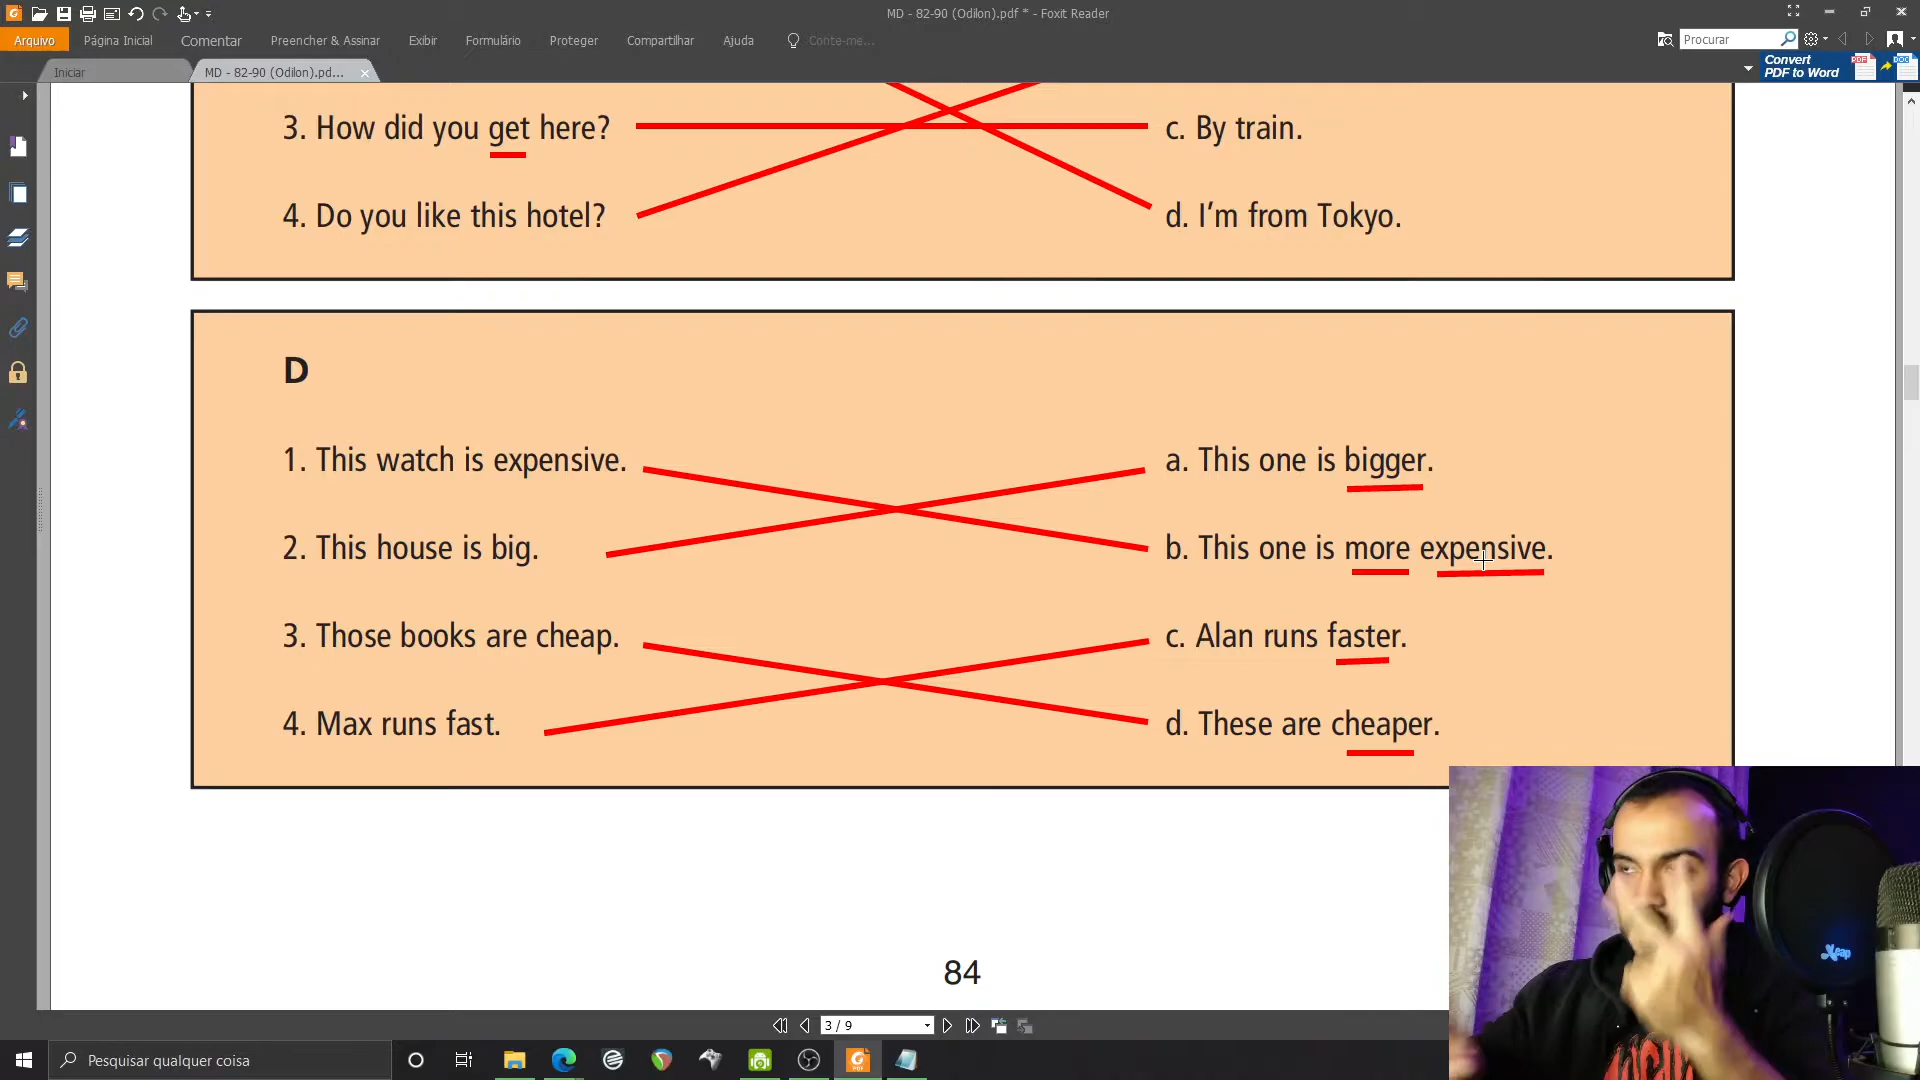 MD - 82-90 (Odilon).pdf * - Foxit Reader
Arquivo Página Inicial Comentar Preencher & Assinar Exibir Formulário Proteger Compartilhar Ajuda Conte-me... Procurar
Iniciar MD - 82-90 (Odilon).pd... Convert
PDF to Word
3. How did you get here? c. By train.
4. Do you like this hotel? d. I'm from Tokyo.
D
1. This watch is expensive. a. This one is bigger.
2. This house is big. b. This one is more expensive.
3. Those books are cheap. c. Alan runs faster.
4. Max runs fast. d. These are cheaper.
84
3 / 9
Pesquisar qualquer coisa